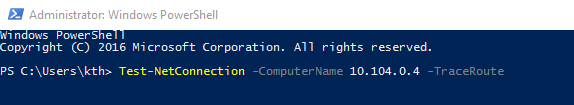 Administrator: Windows PowerShell
Windows PowerShell
Copyright (C) 2016 Microsoft Corporation. All rights reserved.
PS C:\Users\kth> Test-NetConnection -ComputerName 10.104.0.4 -TraceRoute